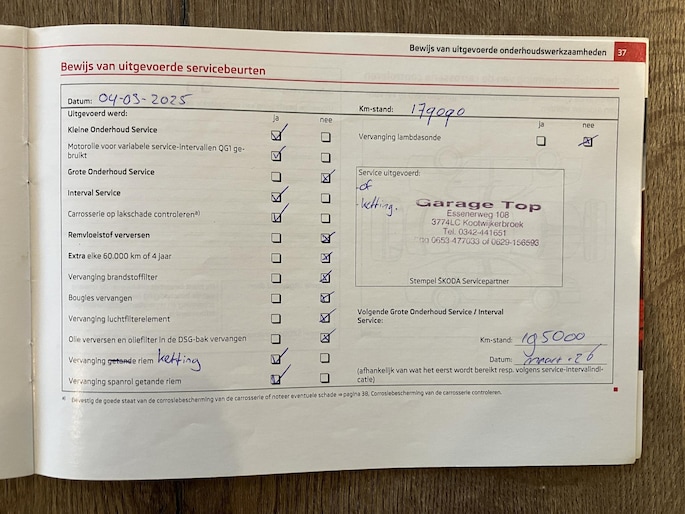 Bewijs van uitgevoerde onderhoudswerkzaamheden 37
Bewijs van uitgevoerde servicebeurten
Datum: 04-03-2025
Km-stand: 179090
Uitgevoerd werd:
ja nee
ja nee
Kleine Onderhoud Service
Vervanging lambdasonde
Motorolie voor variabele service-intervallen QG1 ge-
bruikt
Grote Onderhoud Service
Interval Service
Carrosserie op lakschade controleren a)
Remvloeistof verversen
Extra elke 60.000 km of 4 jaar
Vervanging brandstoffilter
Bougies vervangen
Vervanging luchtfilterelement
Olie verversen en oliefilter in de DSG-bak vervangen
Vervanging getande riem ketting
Vervanging spanrol getande riem
Service uitgevoerd:
-of
-ketting.
Garage Top
Essenerweg 108
3774LC Kootwijkerbroek
Tel. 0342-441651
0653-477033 of 0629-156593
Stempel ŠKODA Servicepartner
Volgende Grote Onderhoud Service / Interval
Service:
Km-stand: 195000
Datum: maart-26
(afhankelijk van wat het eerst wordt bereikt resp. volgens service-intervalindi-
catie)
a) Bevestig de goede staat van de corrosiebescherming van de carrosserie of noteer eventuele schade ⇒ pagina 38, Corrosiebescherming van de carrosserie controleren.